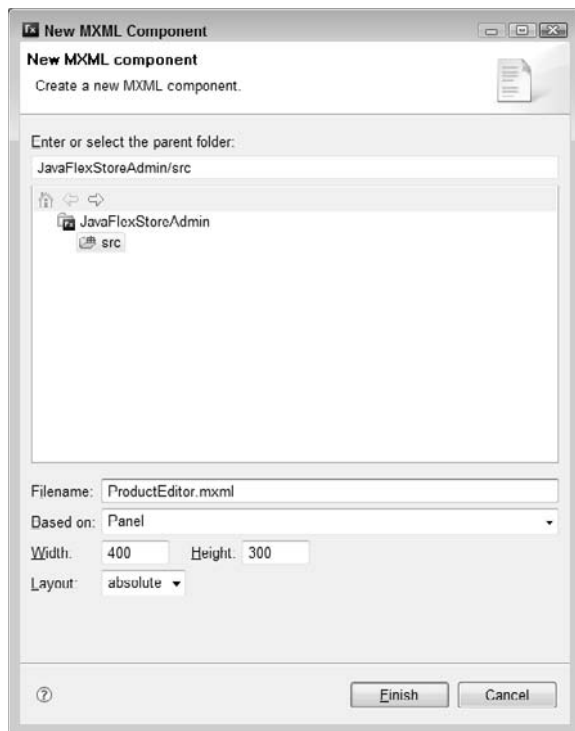 New MXML Component
New MXML component
Create a new MXML component.
Enter or select the parent folder:
JavaFlexStoreAdmin/src
JavaFlexStoreAdmin
src
Filename: ProductEditor.mxml
Based on: Panel
Width: 400 Height: 300
Layout: absolute
Finish Cancel